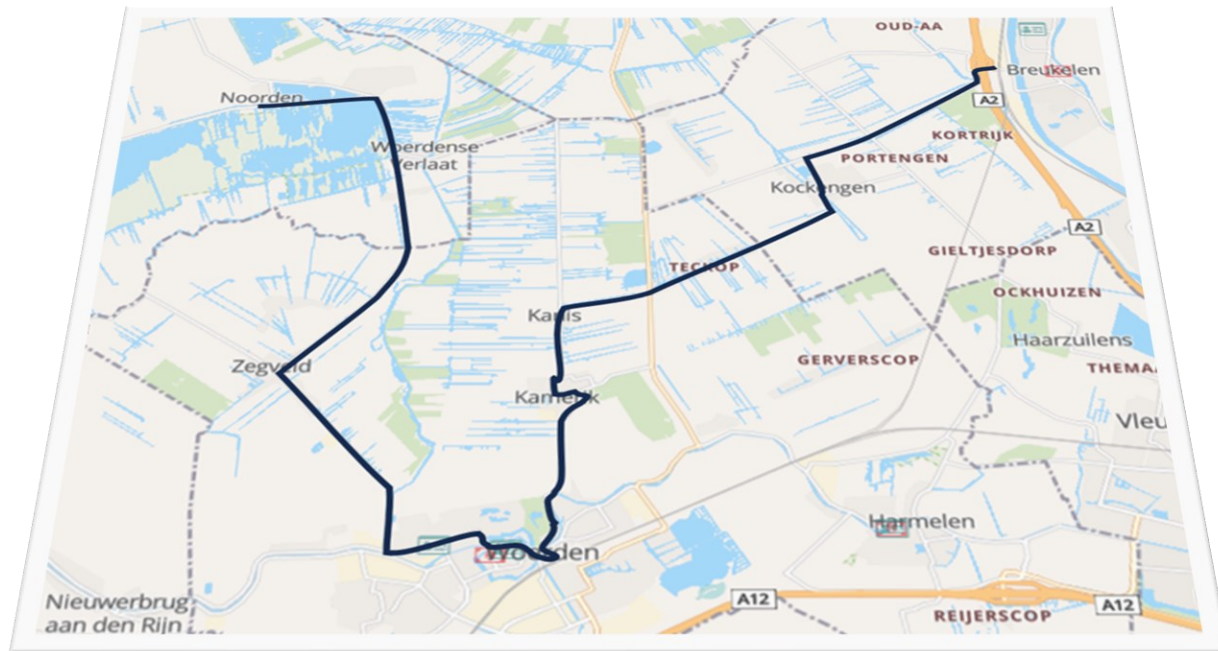 OUD-AA
Breukelen
Noorden
A2
KORTRIJK
Woerdense
Verlaat
PORTENGEN
Kockengen
A2
GIELTJESDORP
TECKOP
OCKHUIZEN
Kanis
Haarzuilens
GERVERSCOP
Zegveld
THEMAA
Kamerik
Vleu
Harmelen
Woerden
Nieuwerbrug
aan den Rijn
A12
A12
REIJERSCOP